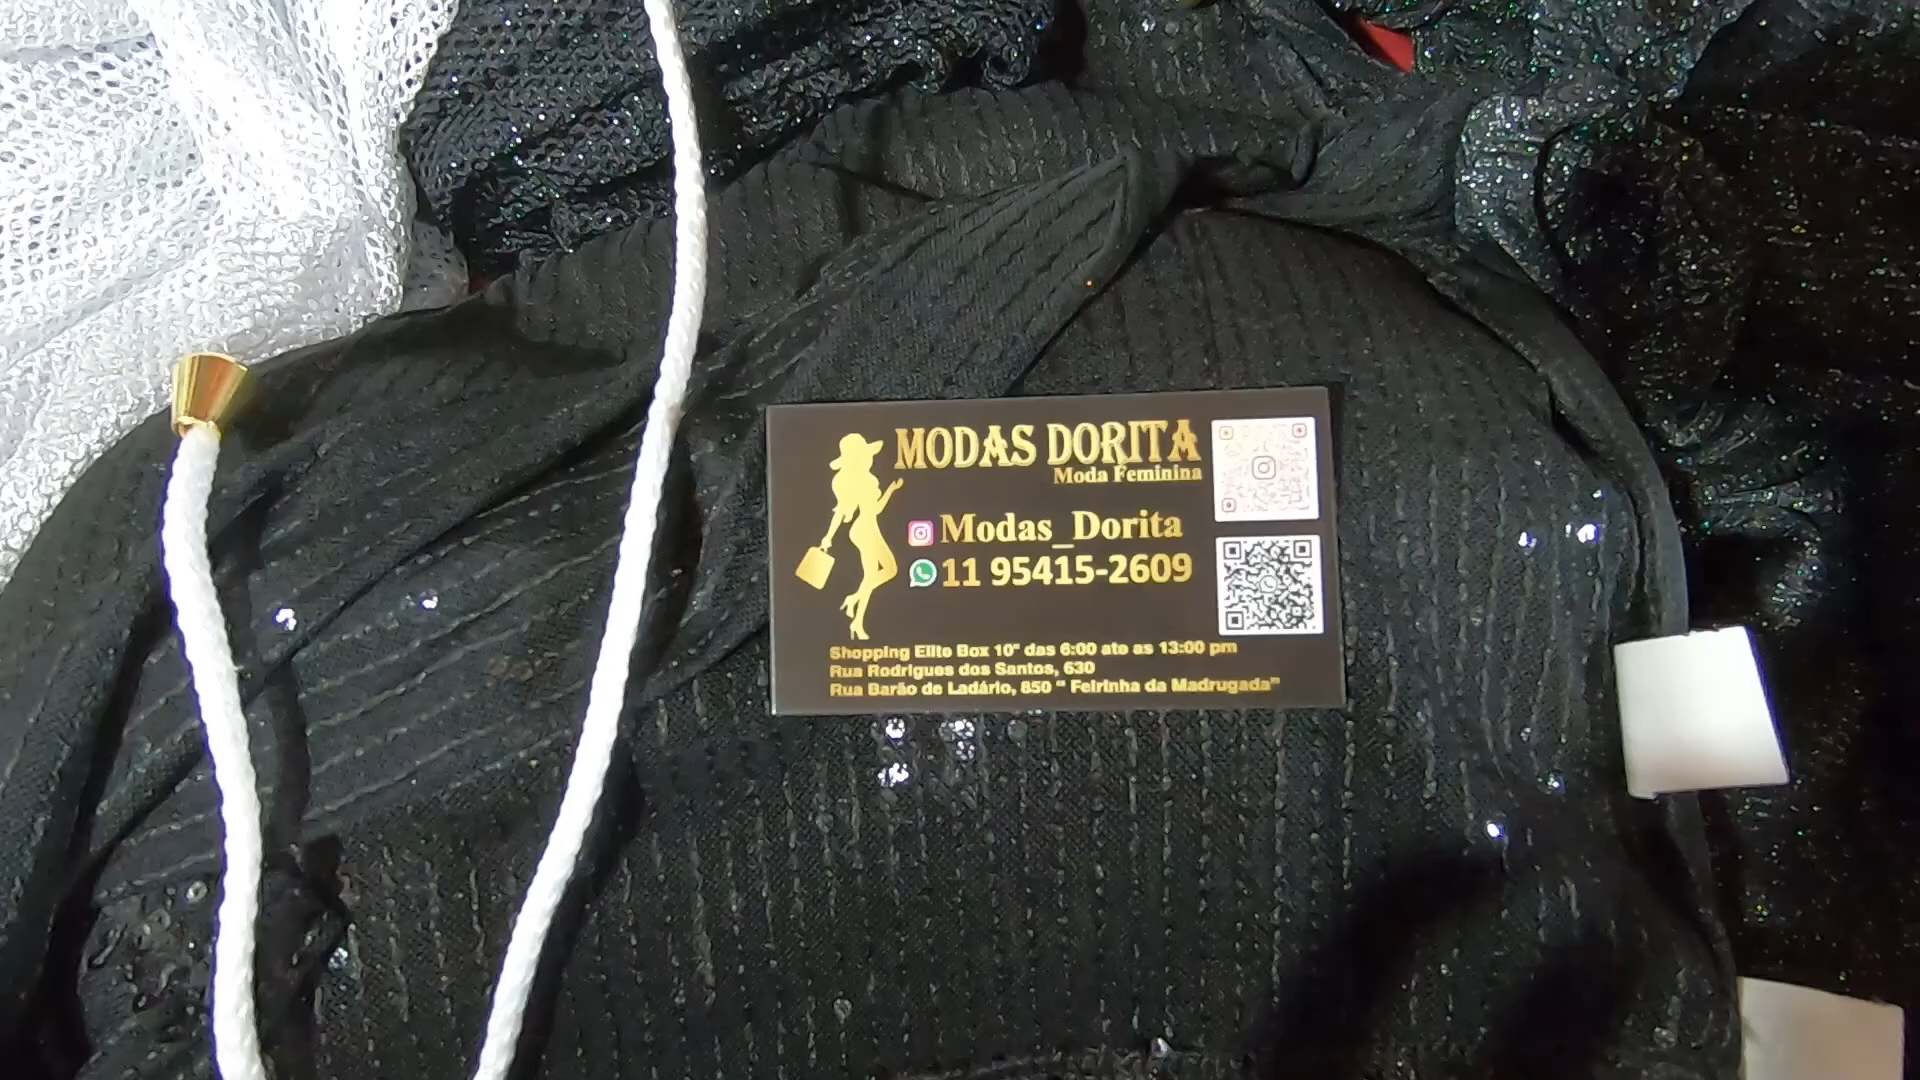 MODAS DORITA
Moda Feminina
Modas_Dorita
11 95415-2609
Shopping Elite Box 10" das 6:00 ate as 13:00 pm
Rua Rodrigues dos Santos, 630
Rua Barão de Ladário, 850 " Feirinha da Madrugada"